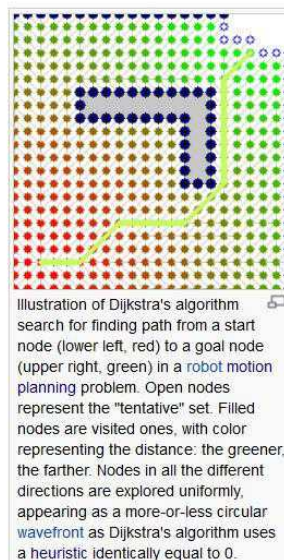 Illustration of Dijkstra's algorithm
search for finding path from a start
node (lower left, red) to a goal node
(upper right, green) in a robot motion
planning problem. Open nodes
represent the "tentative" set. Filled
nodes are visited ones, with color
representing the distance: the greener,
the farther. Nodes in all the different
directions are explored uniformly,
appearing as a more-or-less circular
wavefront as Dijkstra's algorithm uses
a heuristic identically equal to 0.